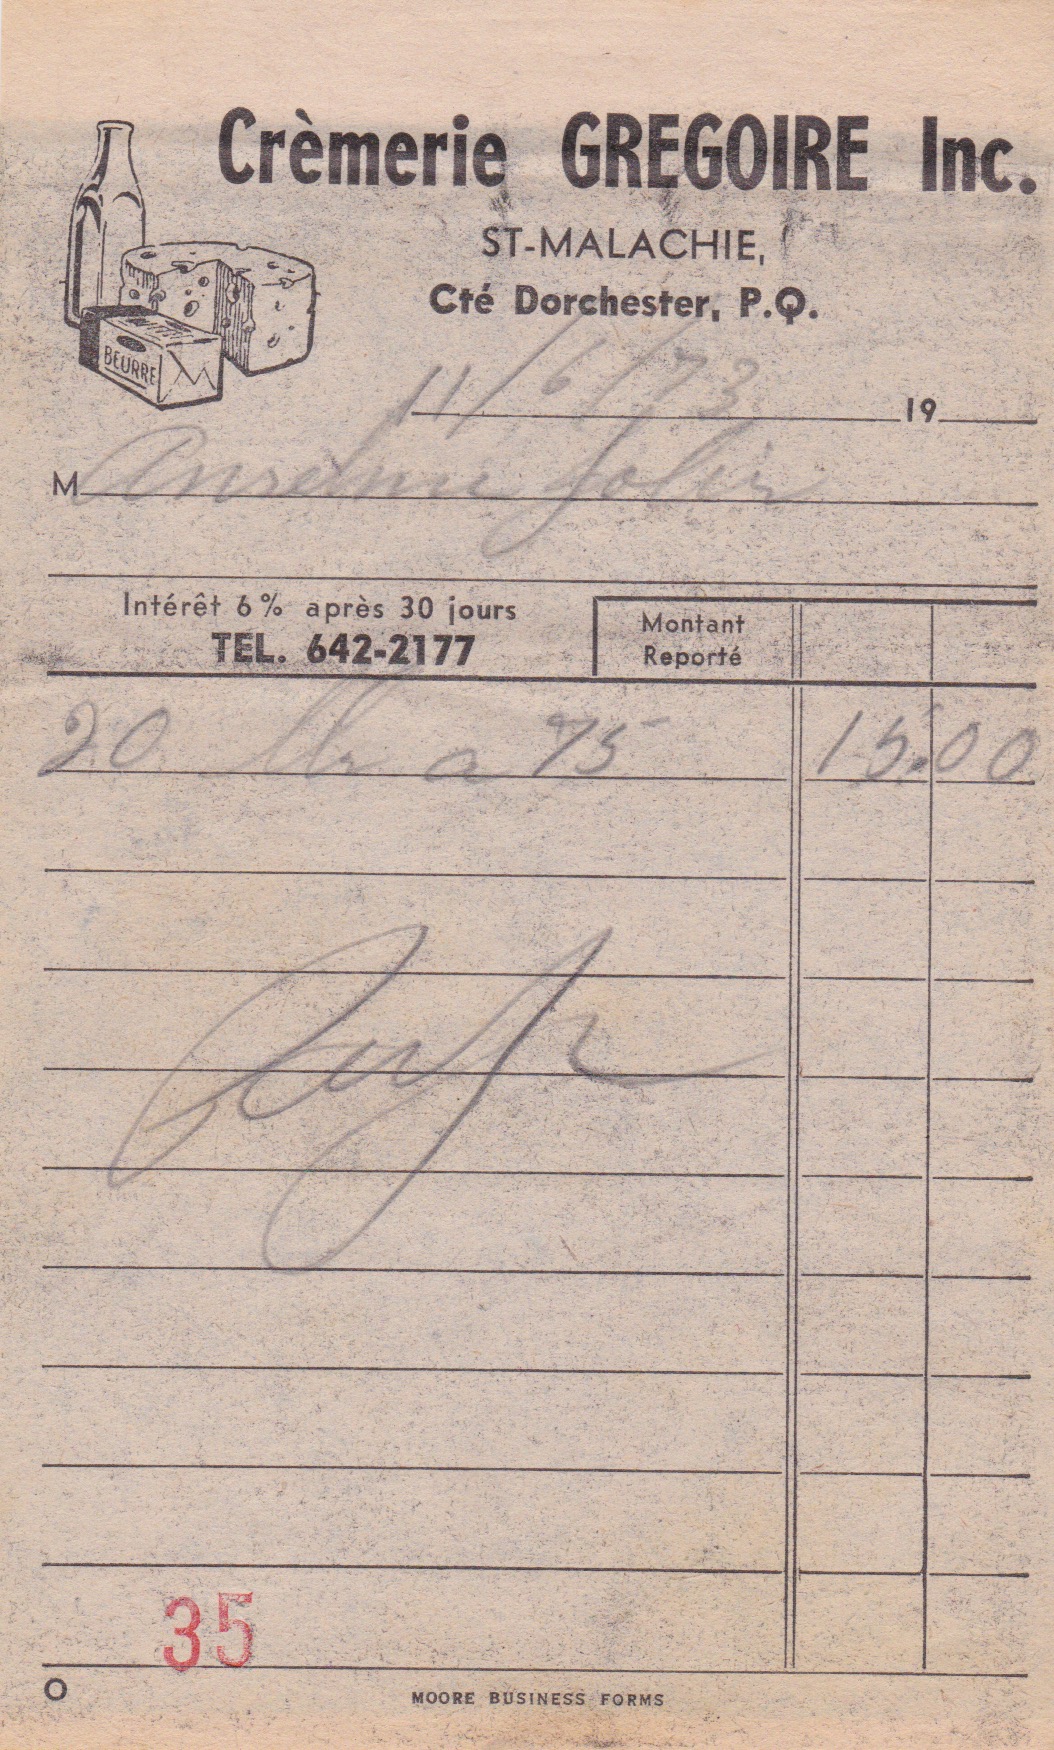 Crèmerie GREGOIRE Inc.
ST-MALACHIE,
Cté Dorchester, P.Q.
BEURRE
11/6/73 19
M Anselme
Intérêt 6% après 30 jours
TEL. 642-2177
Montant
Reporté
20 a 75 15.00
35
O
MOORE BUSINESS FORMS